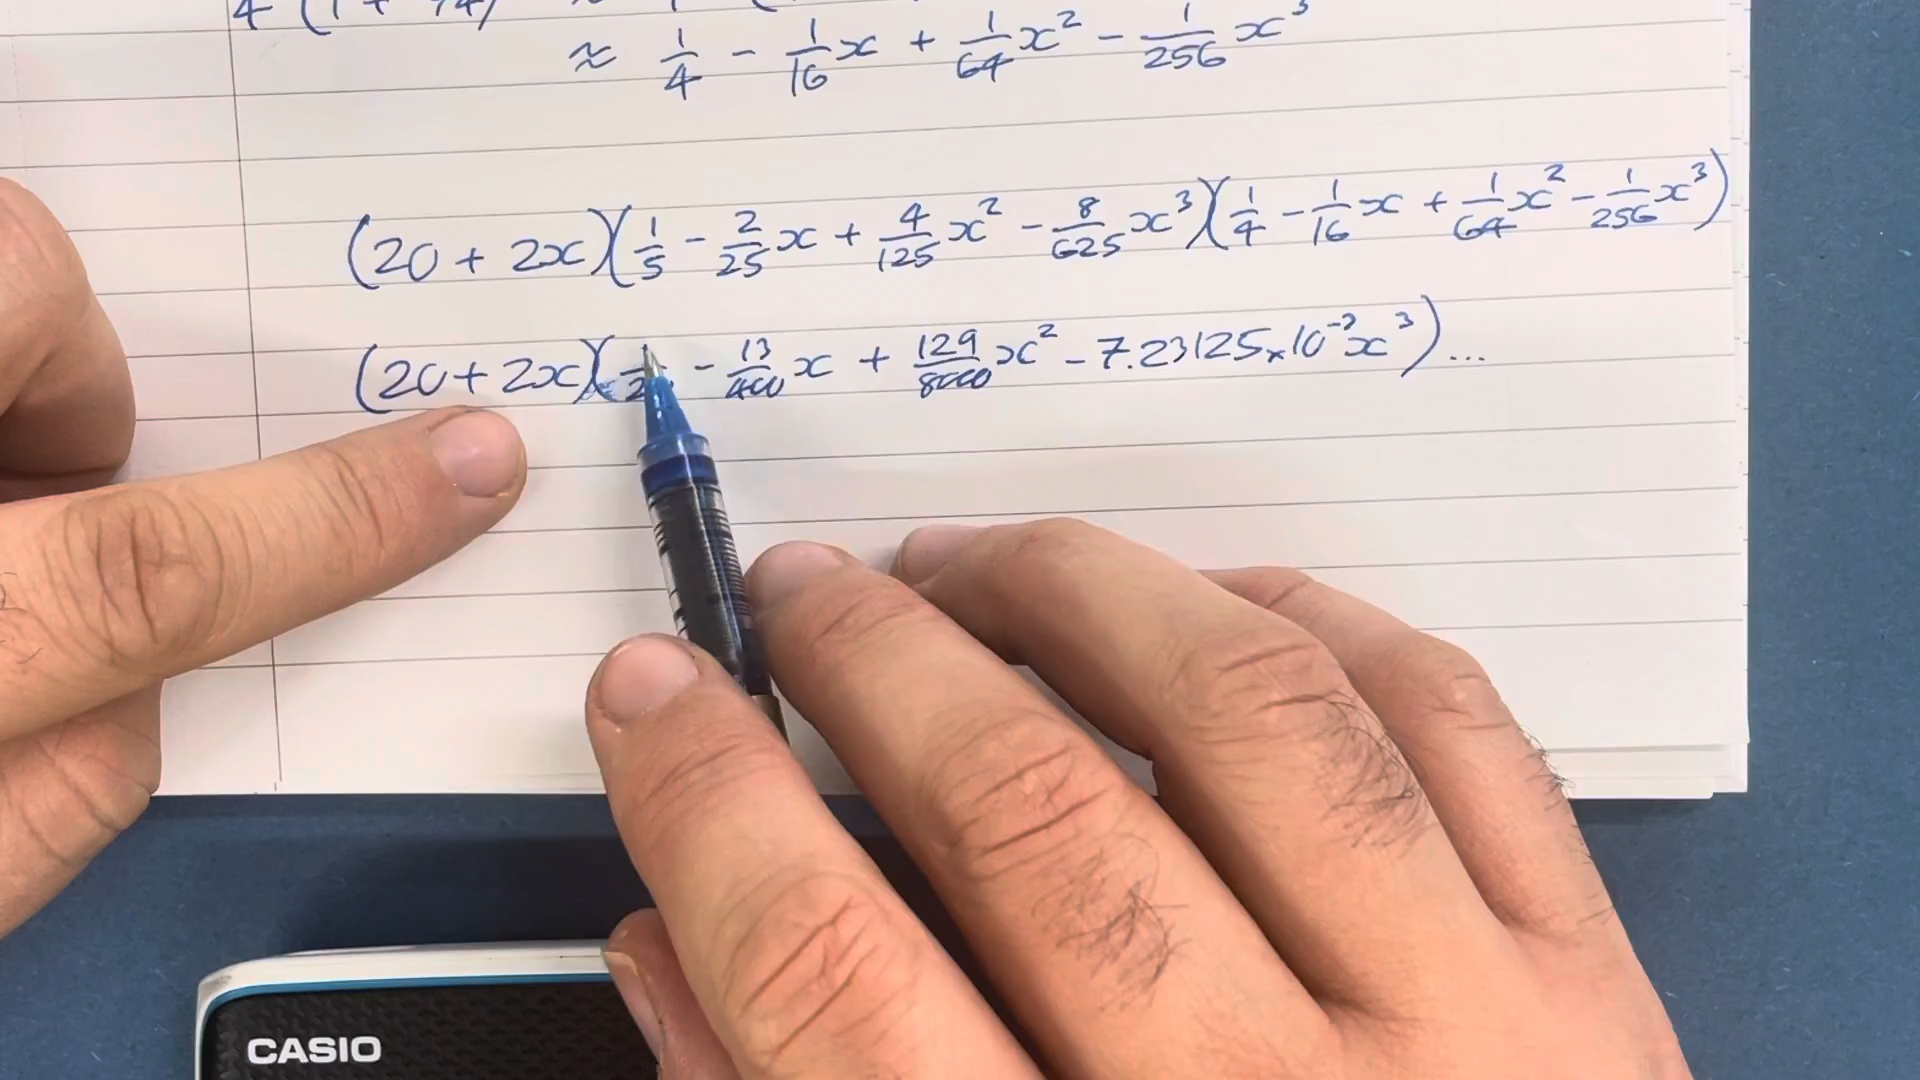 ≈ 1/4 - 1/16 x + 1/64 x² - 1/256 x³
(20 + 2x)(1/5 - 2/25 x + 4/125 x² - 8/625 x³)(1/4 - 1/16 x + 1/64 x² - 1/256 x³)
(20 + 2x)( - 13/400 x + 129/8000 x² - 7.23125 × 10⁻³ x³)...
CASIO